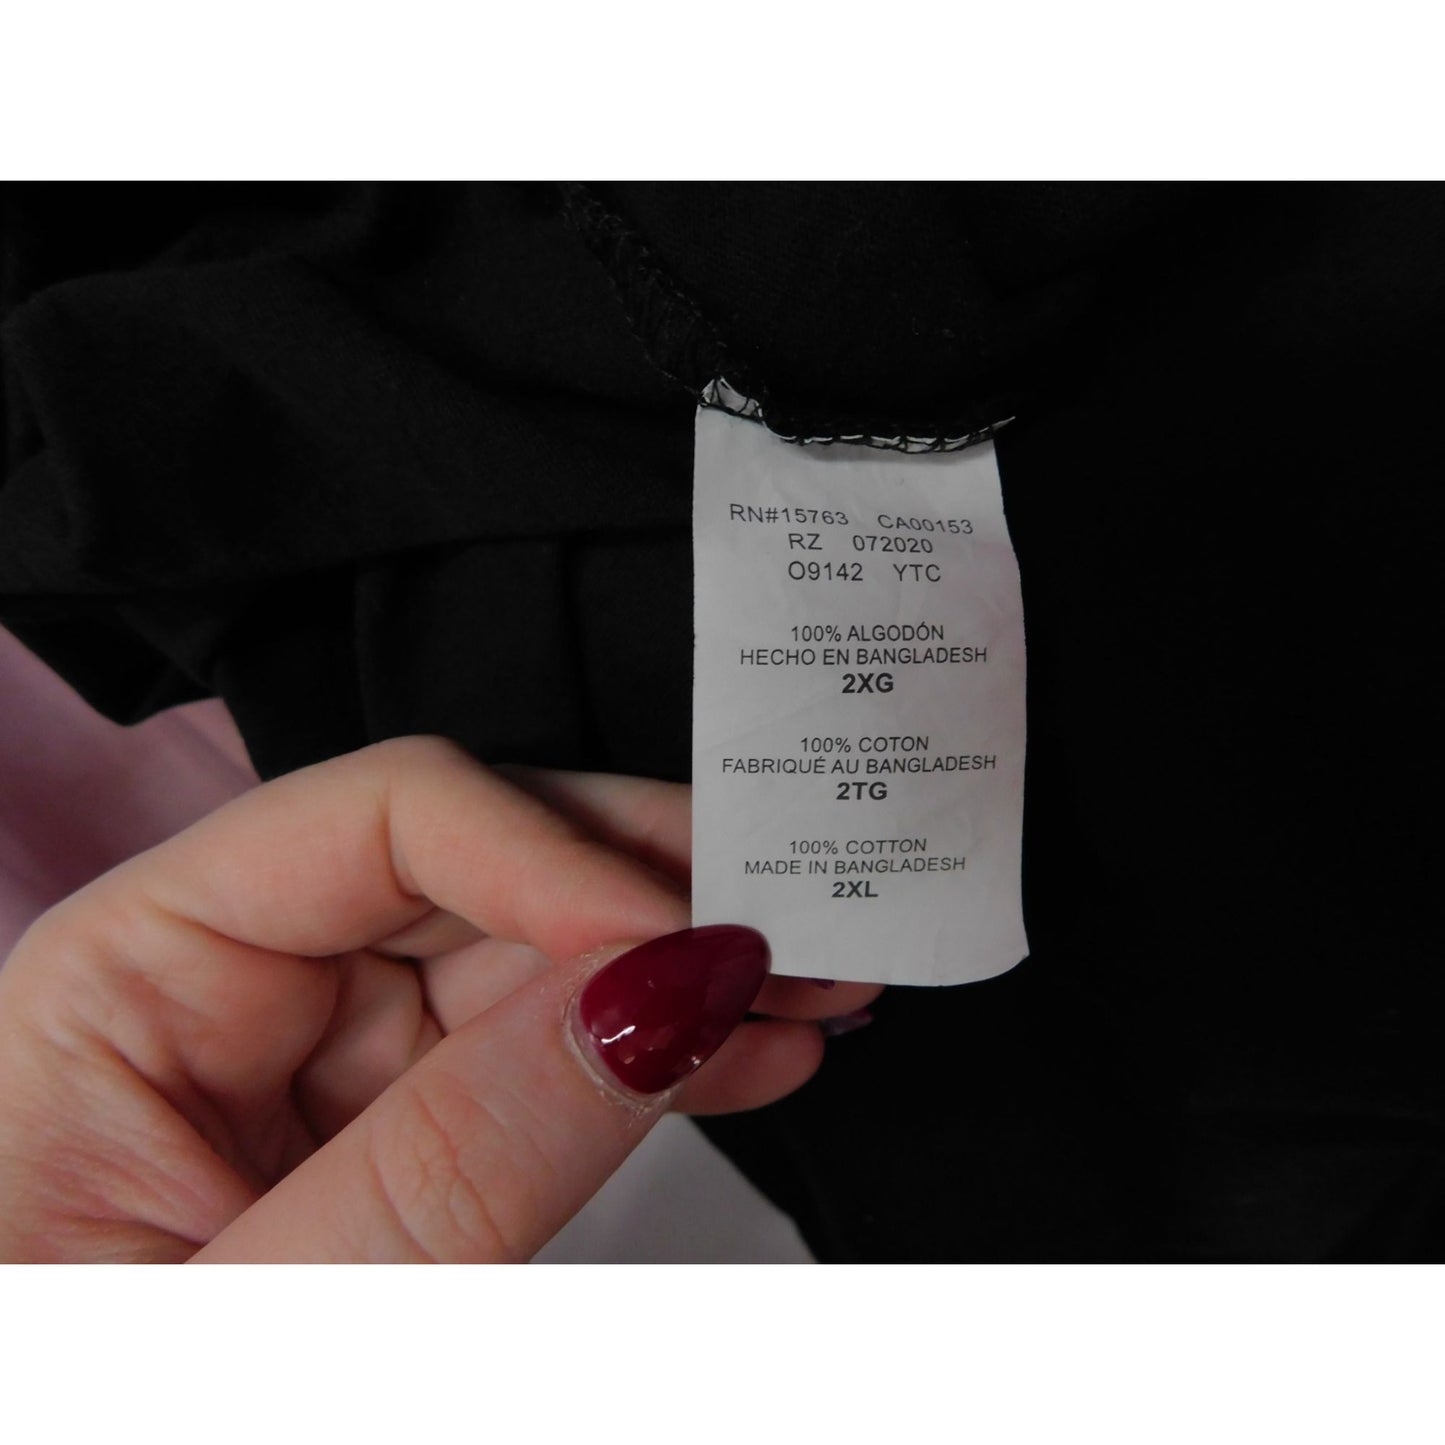 RN#15763 CA00153
RZ 072020
O9142 YTC
100% ALGODÓN
HECHO EN BANGLADESH
2XG
100% COTON
FABRIQUÉ AU BANGLADESH
2TG
100% COTTON
MADE IN BANGLADESH
2XL